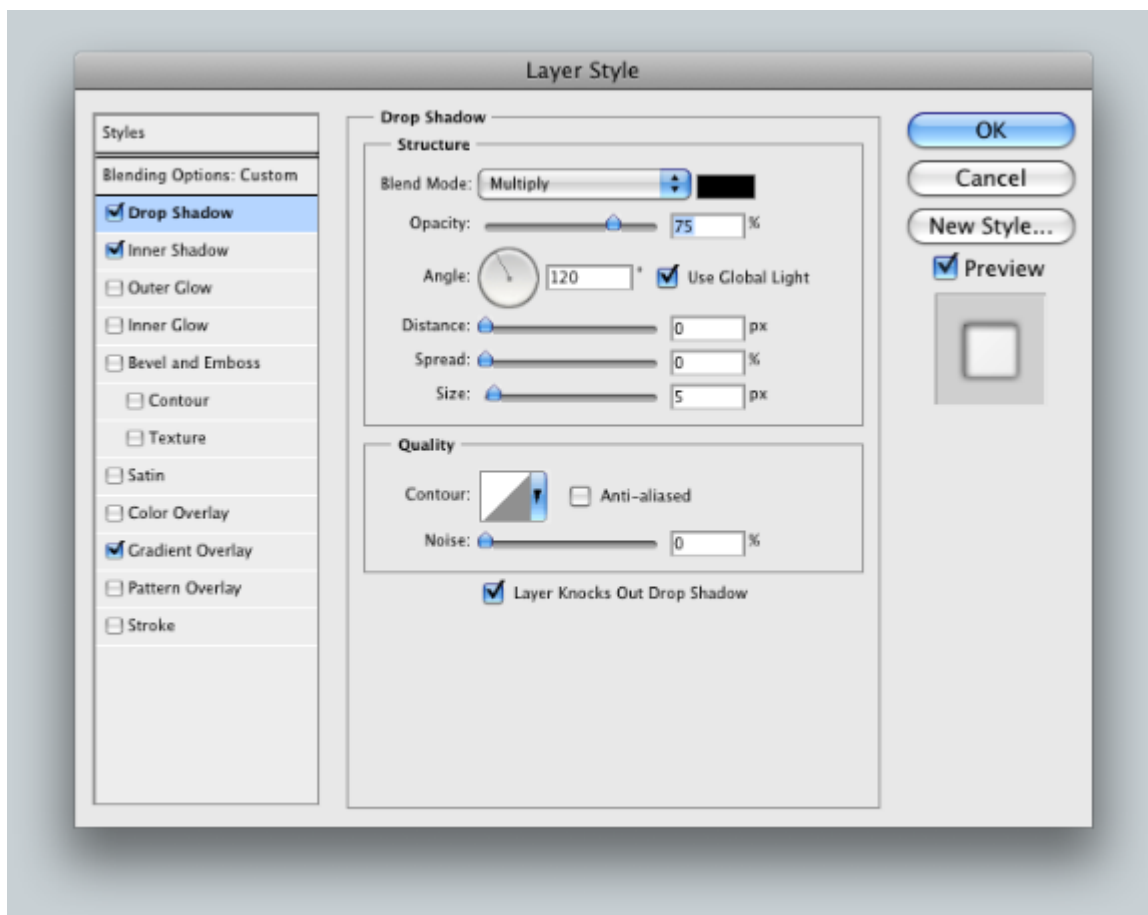 Layer Style
Styles
Blending Options: Custom
Drop Shadow
Inner Shadow
Outer Glow
Inner Glow
Bevel and Emboss
Contour
Texture
Satin
Color Overlay
Gradient Overlay
Pattern Overlay
Stroke
Drop Shadow
Structure
Blend Mode: Multiply
Opacity: 75 %
Angle: 120 ° Use Global Light
Distance: 0 px
Spread: 0 %
Size: 5 px
Quality
Contour: Anti-aliased
Noise: 0 %
Layer Knocks Out Drop Shadow
OK
Cancel
New Style...
Preview